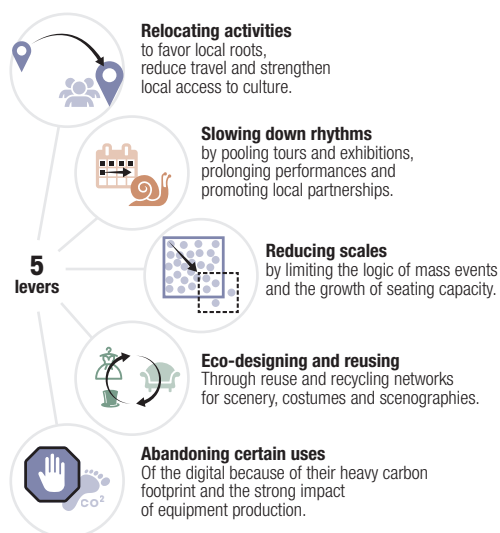 Relocating activities
to favor local roots,
reduce travel and strengthen
local access to culture.
Slowing down rhythms
by pooling tours and exhibitions,
prolonging performances and
promoting local partnerships.
5
levers
Reducing scales
by limiting the logic of mass events
and the growth of seating capacity.
Eco-designing and reusing
Through reuse and recycling networks
for scenery, costumes and scenographies.
Abandoning certain uses
Of the digital because of their heavy carbon
footprint and the strong impact
of equipment production.
CO²